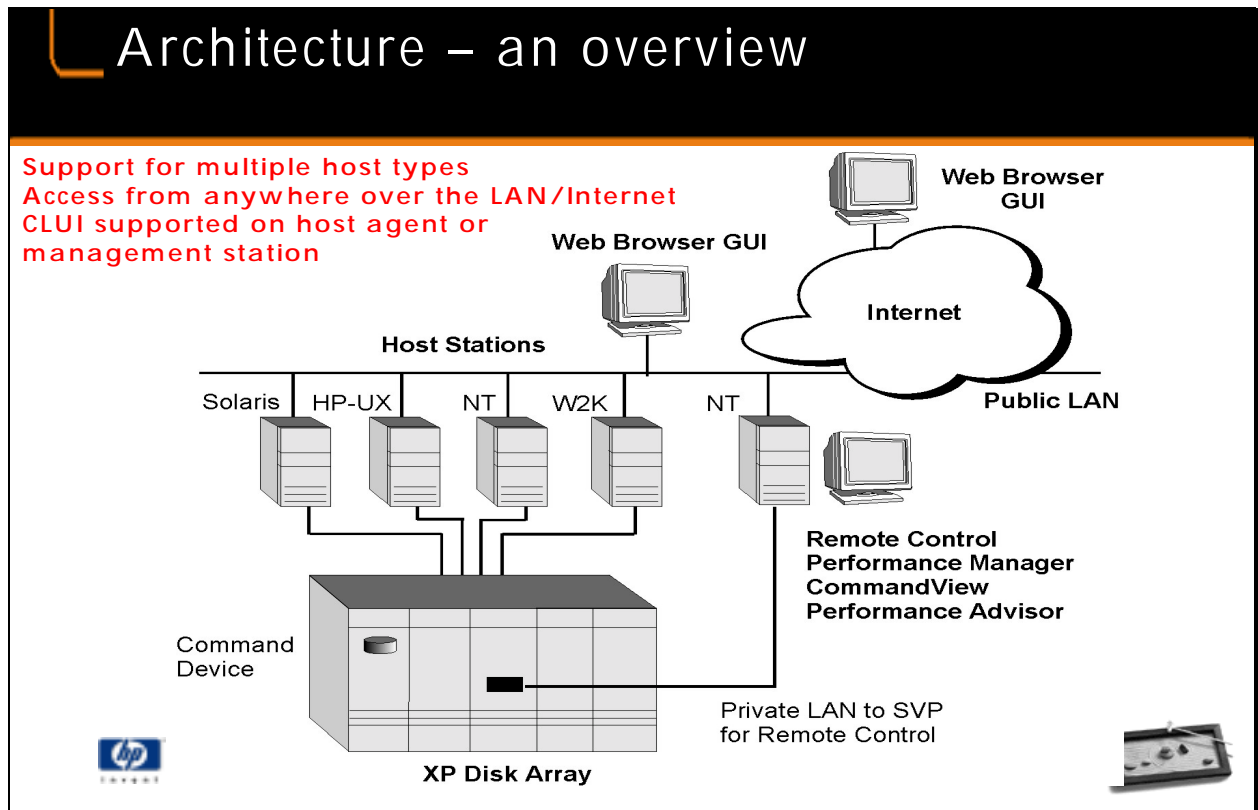 Architecture – an overview
Support for multiple host types
Access from anywhere over the LAN/Internet
CLUI supported on host agent or
management station
Web Browser
GUI
Web Browser GUI
Internet
Host Stations
Public LAN
Solaris
HP-UX
NT
W2K
NT
Remote Control
Performance Manager
CommandView
Performance Advisor
Command
Device
Private LAN to SVP
for Remote Control
XP Disk Array
hp
invent